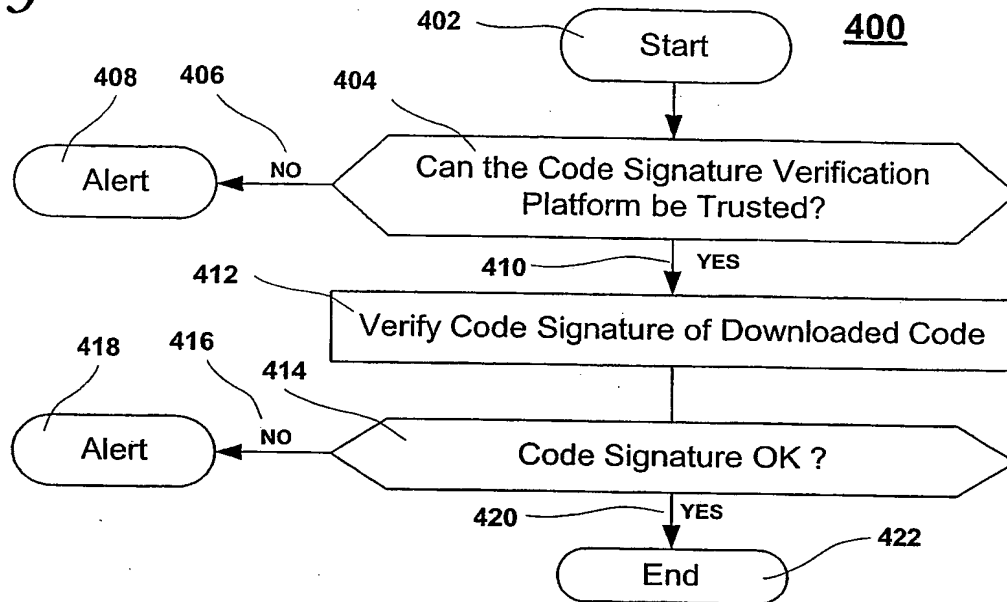 402
Start
400
408
406
404
Alert
NO
Can the Code Signature Verification
Platform be Trusted?
410
YES
412
Verify Code Signature of Downloaded Code
418
416
414
Alert
NO
Code Signature OK ?
420
YES
422
End